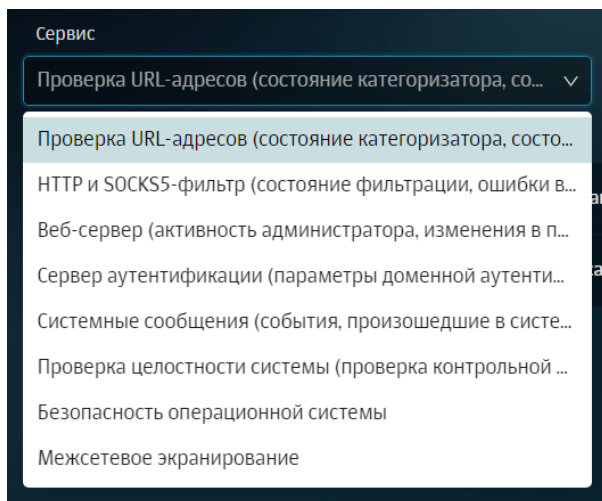 Сервис
Проверка URL-адресов (состояние категоризатора, со...
Проверка URL-адресов (состояние категоризатора, состо...
HTTP и SOCKS5-фильтр (состояние фильтрации, ошибки в...
Веб-сервер (активность администратора, изменения в п...
Сервер аутентификации (параметры доменной аутенти...
Системные сообщения (события, произошедшие в систе...
Проверка целостности системы (проверка контрольной ...
Безопасность операционной системы
Межсетевое экранирование